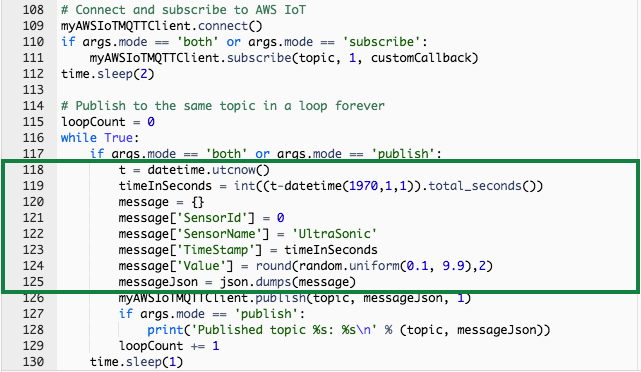 108 # Connect and subscribe to AWS IoT
109 myAWSIoTMQTTClient.connect()
110 if args.mode == 'both' or args.mode == 'subscribe':
111     myAWSIoTMQTTClient.subscribe(topic, 1, customCallback)
112 time.sleep(2)
113
114 # Publish to the same topic in a loop forever
115 loopCount = 0
116 while True:
117     if args.mode == 'both' or args.mode == 'publish':
118         t = datetime.utcnow()
119         timeInSeconds = int((t-datetime(1970,1,1)).total_seconds())
120         message = {}
121         message['SensorId'] = 0
122         message['SensorName'] = 'UltraSonic'
123         message['TimeStamp'] = timeInSeconds
124         message['Value'] = round(random.uniform(0.1, 9.9),2)
125         messageJson = json.dumps(message)
126         myAWSIoTMQTTClient.publish(topic, messageJson, 1)
127         if args.mode == 'publish':
128             print('Published topic %s: %s\n' % (topic, messageJson))
129         loopCount += 1
130     time.sleep(1)